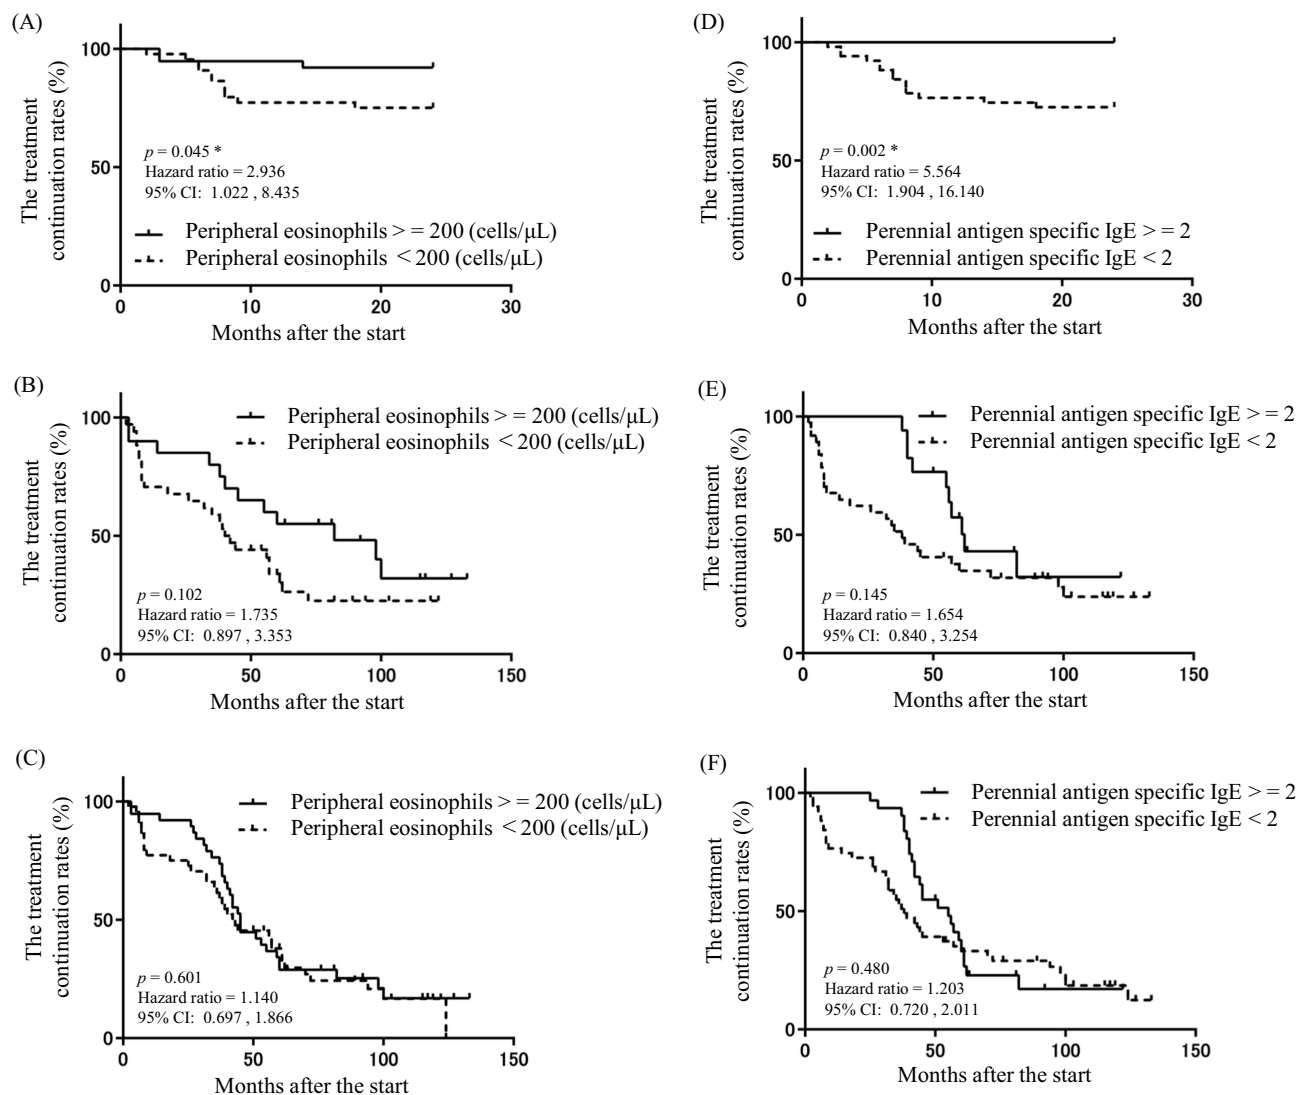 (A)
The treatment
continuation rates (%)
100
50
0
p = 0.045 *
Hazard ratio = 2.936
95% CI: 1.022 , 8.435
Peripheral eosinophils > = 200 (cells/μL)
Peripheral eosinophils < 200 (cells/μL)
0 10 20 30
Months after the start
(D)
The treatment
continuation rates (%)
100
50
0
p = 0.002 *
Hazard ratio = 5.564
95% CI: 1.904 , 16.140
Perennial antigen specific IgE > = 2
Perennial antigen specific IgE < 2
0 10 20 30
Months after the start
(B)
The treatment
continuation rates (%)
100
50
0
Peripheral eosinophils > = 200 (cells/μL)
Peripheral eosinophils < 200 (cells/μL)
p = 0.102
Hazard ratio = 1.735
95% CI: 0.897 , 3.353
0 50 100 150
Months after the start
(E)
The treatment
continuation rates (%)
100
50
0
Perennial antigen specific IgE > = 2
Perennial antigen specific IgE < 2
p = 0.145
Hazard ratio = 1.654
95% CI: 0.840 , 3.254
0 50 100 150
Months after the start
(C)
The treatment
continuation rates (%)
100
50
0
Peripheral eosinophils > = 200 (cells/μL)
Peripheral eosinophils < 200 (cells/μL)
p = 0.601
Hazard ratio = 1.140
95% CI: 0.697 , 1.866
0 50 100 150
Months after the start
(F)
The treatment
continuation rates (%)
100
50
0
Perennial antigen specific IgE > = 2
Perennial antigen specific IgE < 2
p = 0.480
Hazard ratio = 1.203
95% CI: 0.720 , 2.011
0 50 100 150
Months after the start